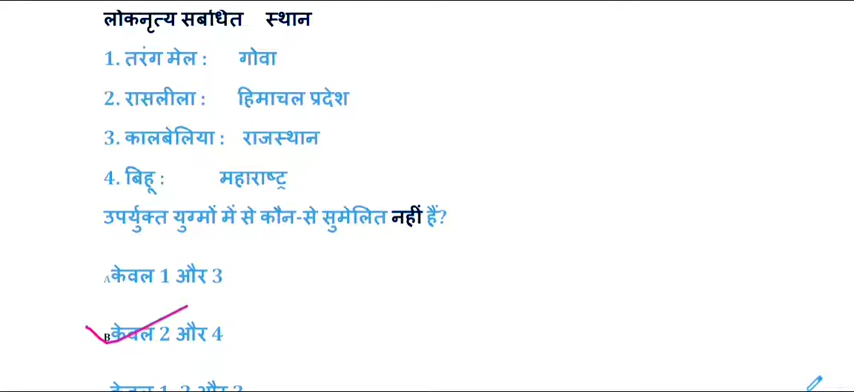 लोकनृत्य सबंधित स्थान
1. तरंग मेल : गोवा
2. रासलीला : हिमाचल प्रदेश
3. कालबेलिया : राजस्थान
4. बिहू : महाराष्ट्र
उपर्युक्त युग्मों में से कौन-से सुमेलित नहीं हैं?
A केवल 1 और 3
B केवल 2 और 4